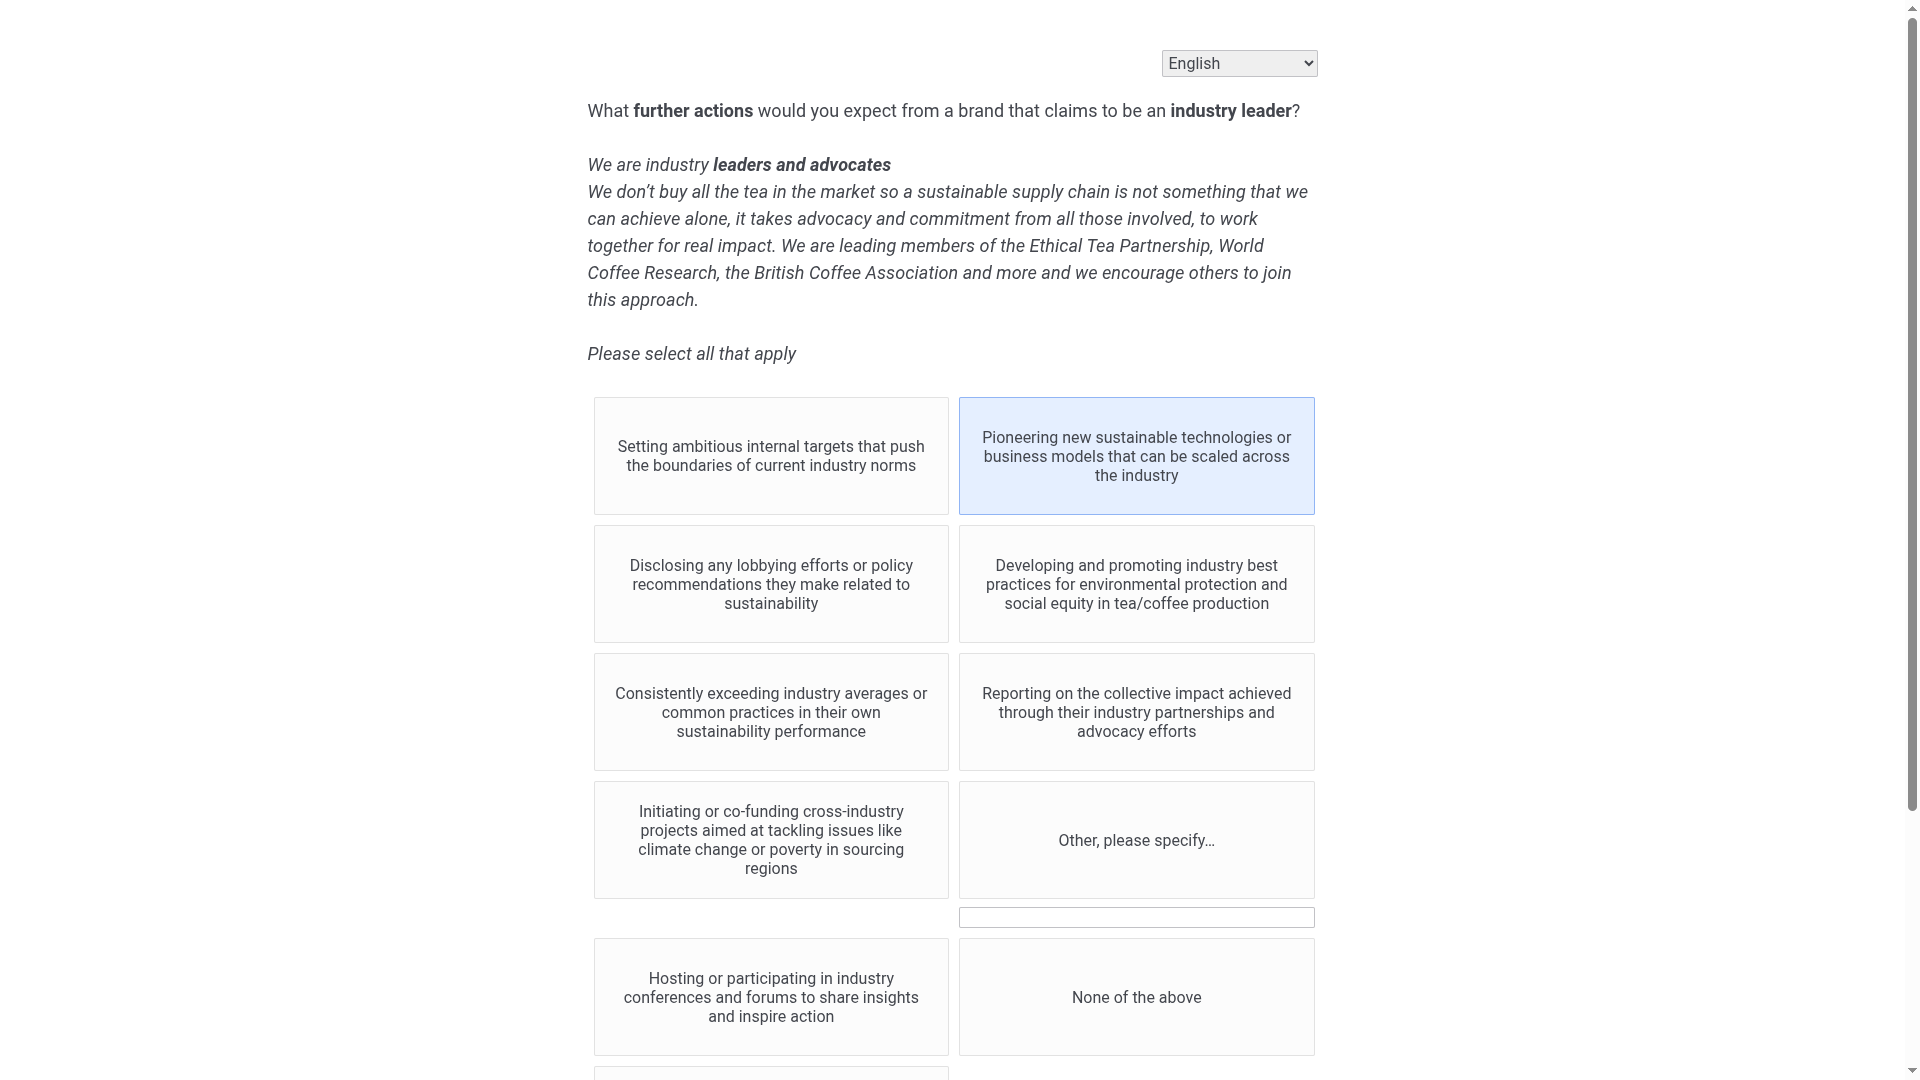 English
What further actions would you expect from a brand that claims to be an industry leader?
We are industry leaders and advocates
We don’t buy all the tea in the market so a sustainable supply chain is not something that we
can achieve alone, it takes advocacy and commitment from all those involved, to work
together for real impact. We are leading members of the Ethical Tea Partnership, World
Coffee Research, the British Coffee Association and more and we encourage others to join
this approach.
Please select all that apply
Setting ambitious internal targets that push
the boundaries of current industry norms
Pioneering new sustainable technologies or
business models that can be scaled across
the industry
Disclosing any lobbying efforts or policy
recommendations they make related to
sustainability
Developing and promoting industry best
practices for environmental protection and
social equity in tea/coffee production
Consistently exceeding industry averages or
common practices in their own
sustainability performance
Reporting on the collective impact achieved
through their industry partnerships and
advocacy efforts
Initiating or co-funding cross-industry
projects aimed at tackling issues like
climate change or poverty in sourcing
regions
Other, please specify...
Hosting or participating in industry
conferences and forums to share insights
and inspire action
None of the above